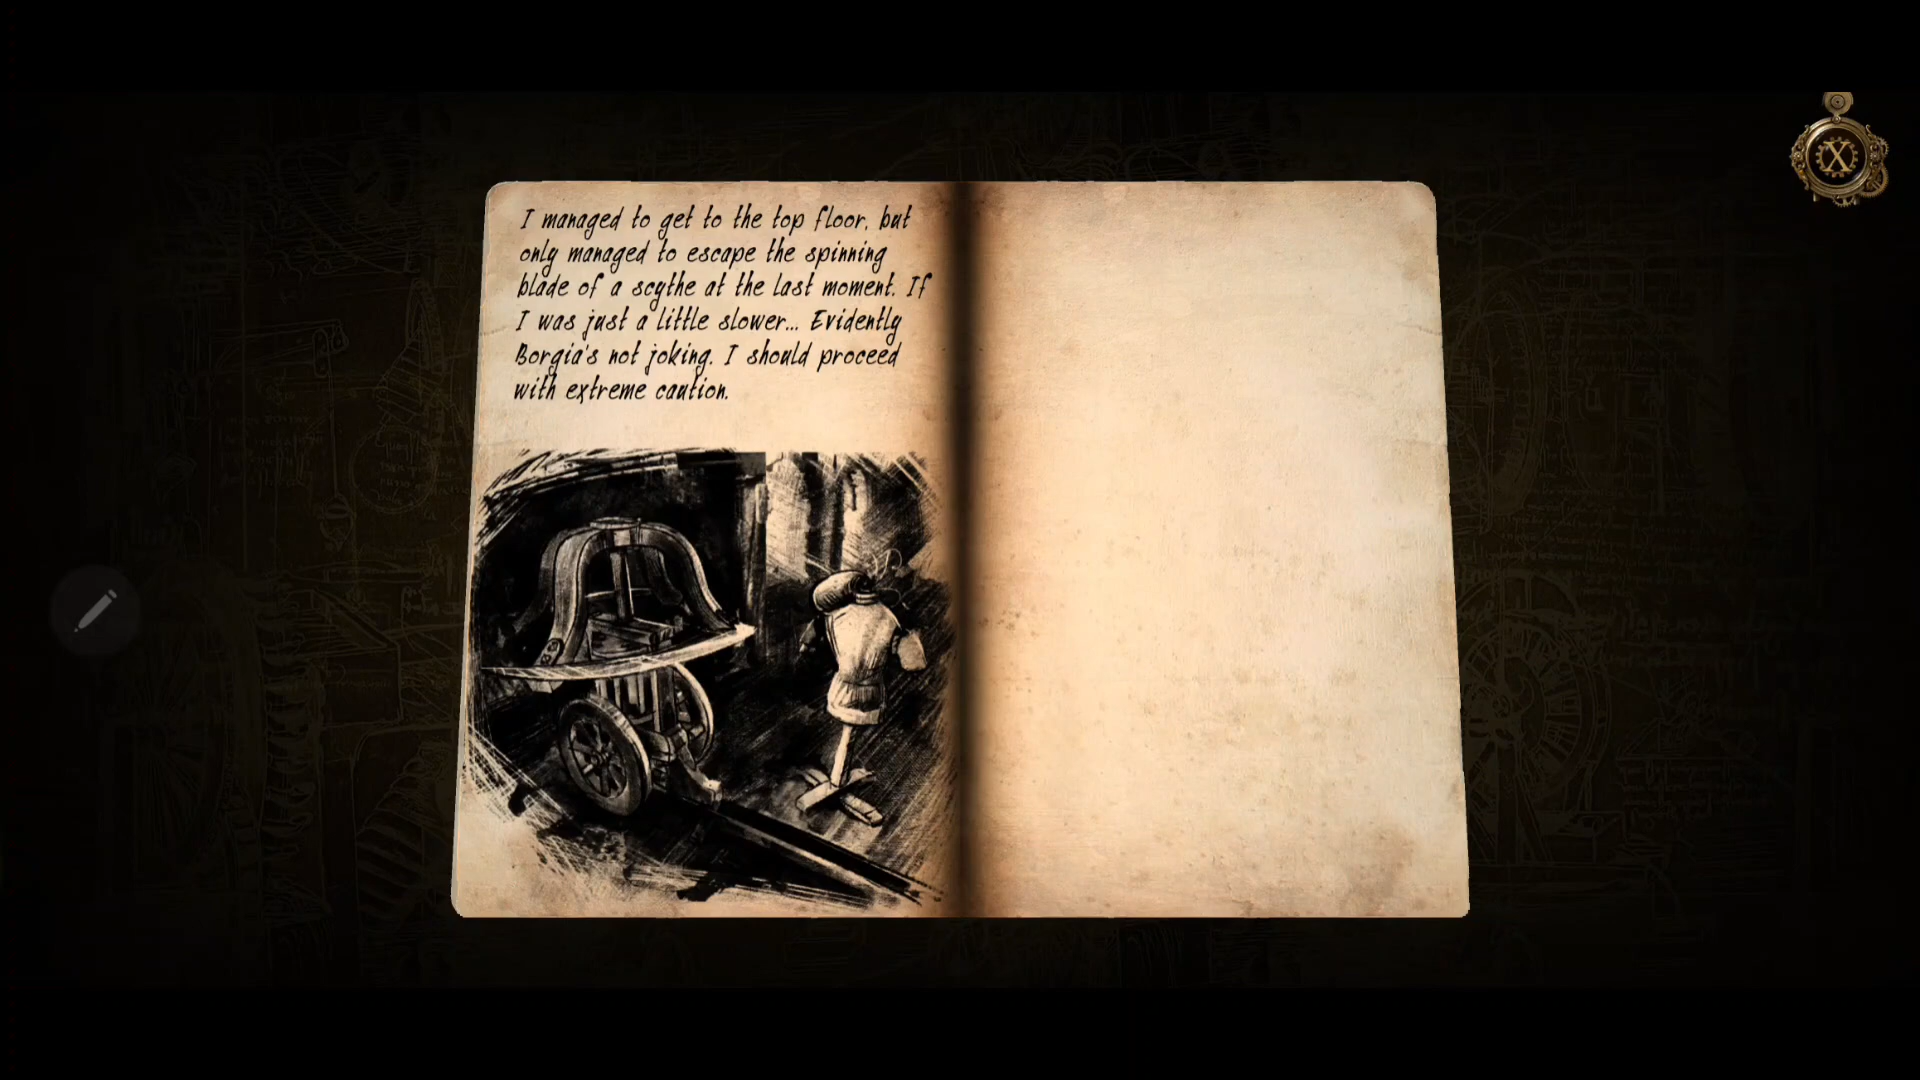 I managed to get to the top floor, but
only managed to escape the spinning
blade of a scythe at the last moment. If
I was just a little slower... Evidently
Borgia's not joking. I should proceed
with extreme caution.
X